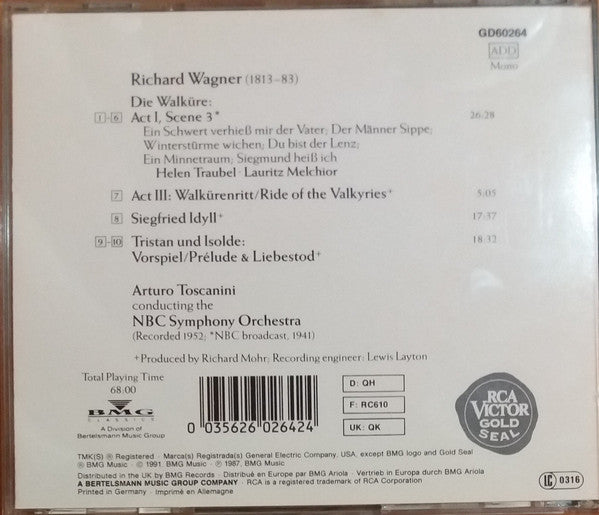 GD60264
ADD
Mono
Richard Wagner (1813–83)
Die Walküre:
1–6 Act I, Scene 3* 26:28
Ein Schwert verhieß mir der Vater; Der Männer Sippe;
Winterstürme wichen; Du bist der Lenz;
Ein Minnetraum; Siegmund heiß ich
Helen Traubel · Lauritz Melchior
7 Act III: Walkürenritt/Ride of the Valkyries+ 5:05
8 Siegfried Idyll+ 17:37
9–10 Tristan und Isolde: 18:32
Vorspiel/Prélude & Liebestod+
Arturo Toscanini
conducting the
NBC Symphony Orchestra
(Recorded 1952; *NBC broadcast, 1941)
+Produced by Richard Mohr; Recording engineer: Lewis Layton
Total Playing Time
68:00
BMG
CLASSICS
A Division of
Bertelsmann Music Group
0 035626 026424
D: QH
F: RC610
UK: QK
RCA
VICTOR
GOLD
SEAL
TMK(S) ® Registered · Marca(s) Registrada(s) General Electric Company, USA, except BMG logo and Gold Seal
® BMG Music · © 1991, BMG Music · ℗ 1987, BMG Music
Distributed in the UK by BMG Records · Distribué en Europe par BMG Ariola · Vertrieb in Europa durch BMG Ariola
A BERTELSMANN MUSIC GROUP COMPANY · RCA is a registered trademark of RCA Corporation
Printed in Germany · Imprimé en Allemagne
LC 0316